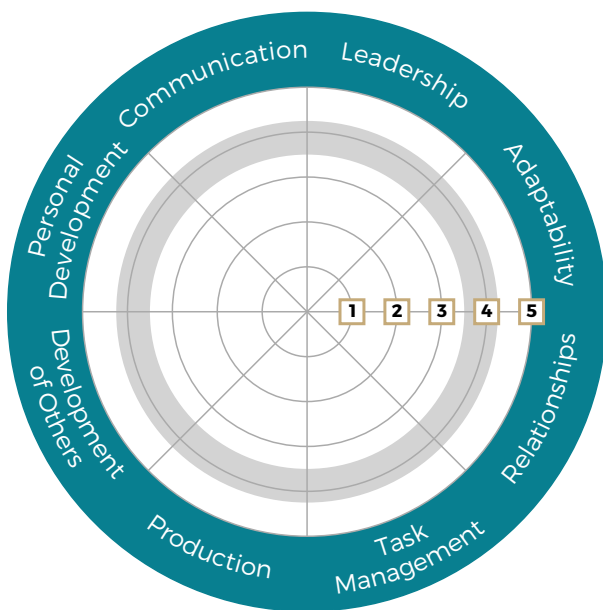 Communication
Leadership
Adaptability
Relationships
Task
Management
Production
Development
of Others
Personal
Development
1
2
3
4
5